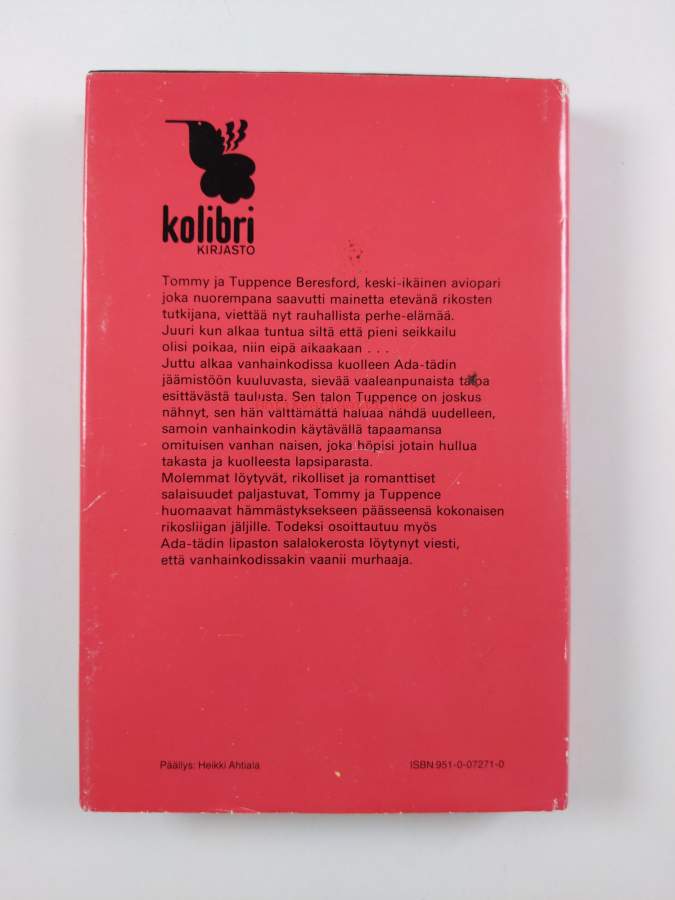 kolibri
KIRJASTO
Tommy ja Tuppence Beresford, keski-ikäinen aviopari
joka nuorempana saavutti mainetta etevänä rikosten
tutkijana, viettää nyt rauhallista perhe-elämää.
Juuri kun alkaa tuntua siltä että pieni seikkailu
olisi poikaa, niin eipä aikaakaan . . .
Juttu alkaa vanhainkodissa kuolleen Ada-tädin
jäämistöön kuuluvasta, sievää vaaleanpunaista taloa
esittävästä taulusta. Sen talon Tuppence on joskus
nähnyt, sen hän välttämättä haluaa nähdä uudelleen,
samoin vanhainkodin käytävällä tapaamansa
omituisen vanhan naisen, joka höpisi jotain hullua
takasta ja kuolleesta lapsiparasta.
Molemmat löytyvät, rikolliset ja romanttiset
salaisuudet paljastuvat, Tommy ja Tuppence
huomaavat hämmästyksekseen päässeensä kokonaisen
rikosliigan jäljille. Todeksi osoittautuu myös
Ada-tädin lipaston salalokerosta löytynyt viesti,
että vanhainkodissakin vaanii murhaaja.
Päällys: Heikki Ahtiala
ISBN 951-0-07271-0